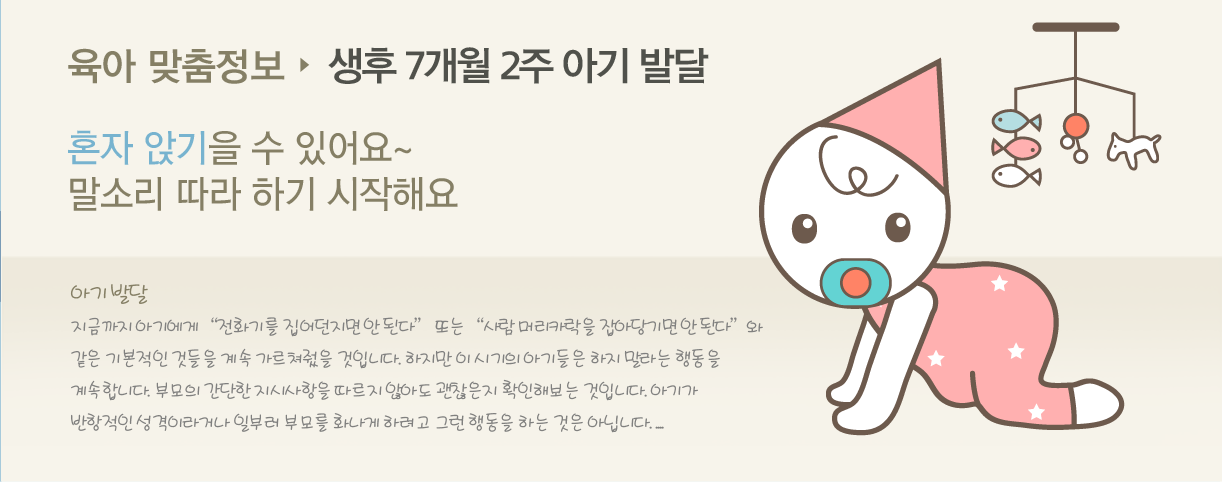 육아 맞춤정보 ▸ 생후 7개월 2주 아기 발달
혼자 앉기을 수 있어요~
말소리 따라 하기 시작해요
아기 발달
지금까지 아기에게 “전화기를 집어던지면 안 된다” 또는 “사람 머리카락을 잡아당기면 안 된다”와
같은 기본적인 것들을 계속 가르쳐줬을 것입니다. 하지만 이 시기의 아기들은 하지 말라는 행동을
계속합니다. 부모의 간단한 지시사항을 따르지 않아도 괜찮은지 확인해보는 것입니다. 아기가
반항적인 성격이라거나 일부러 부모를 화나게 하려고 그런 행동을 하는 것은 아닙니다....